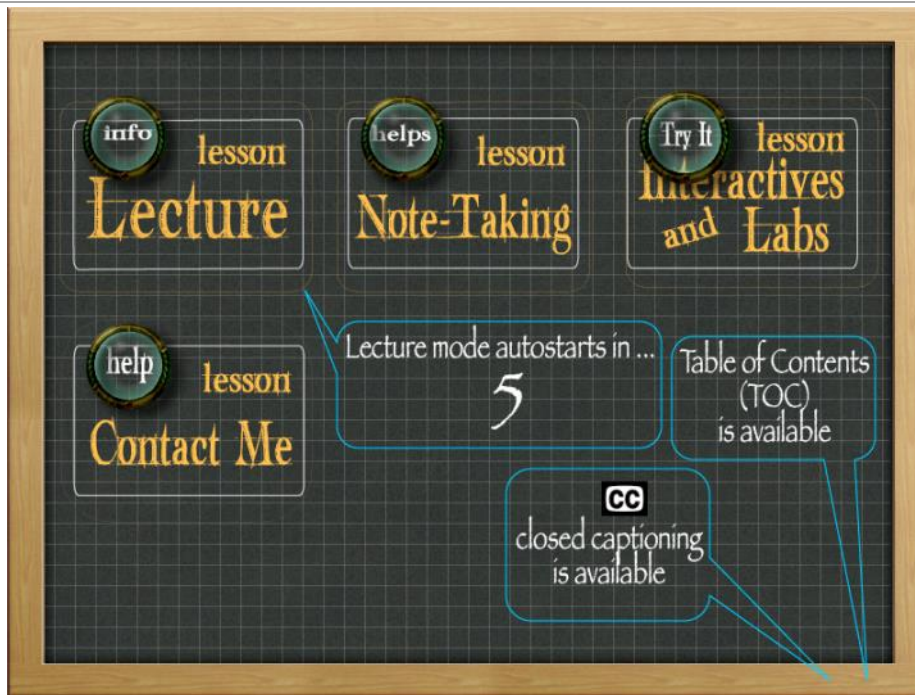 info
lesson
Lecture
helps
lesson
Note-Taking
Try It
lesson
Interactives
and Labs
help
lesson
Contact Me
Lecture mode autostarts in ...
5
Table of Contents
(TOC)
is available
CC
closed captioning
is available